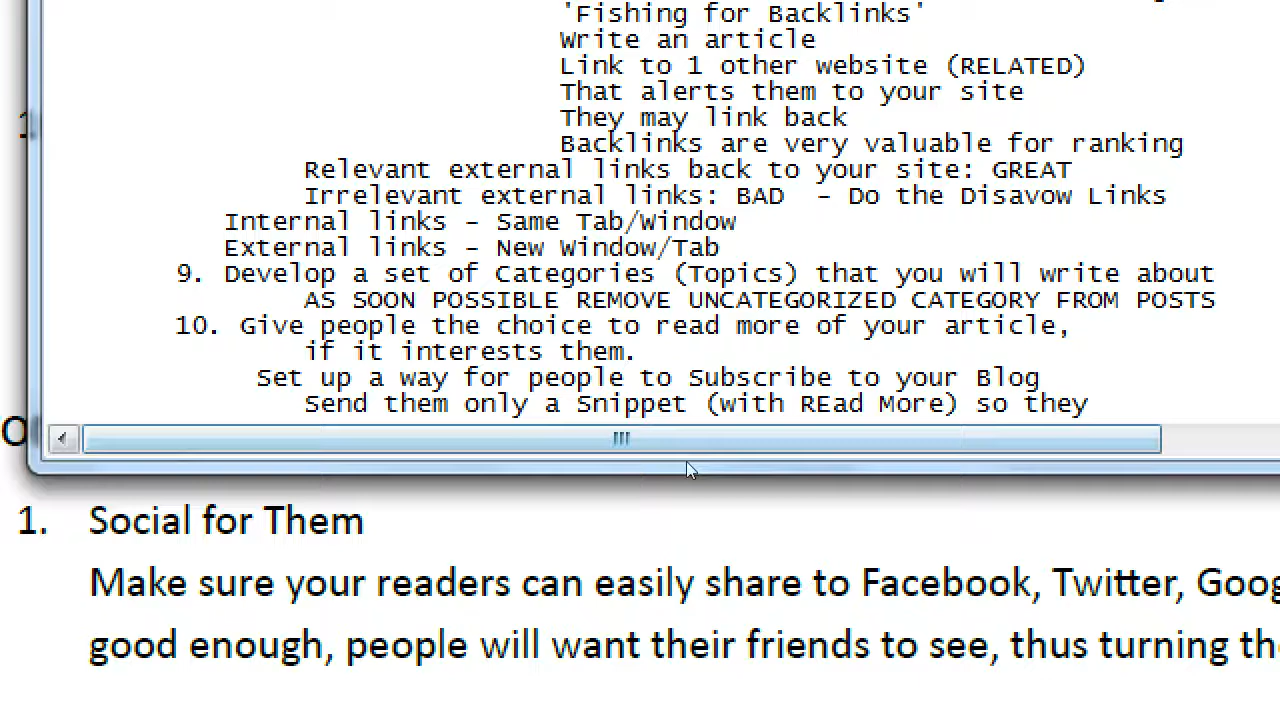 'Fishing for Backlinks'
Write an article
Link to 1 other website (RELATED)
That alerts them to your site
They may link back
Backlinks are very valuable for ranking
Relevant external links back to your site: GREAT
Irrelevant external links: BAD  - Do the Disavow Links
Internal links - Same Tab/Window
External links - New Window/Tab
9. Develop a set of Categories (Topics) that you will write about
AS SOON POSSIBLE REMOVE UNCATEGORIZED CATEGORY FROM POSTS
10. Give people the choice to read more of your article,
if it interests them.
Set up a way for people to Subscribe to your Blog
Send them only a Snippet (with REad More) so they
1. Social for Them
Make sure your readers can easily share to Facebook, Twitter, Goog
good enough, people will want their friends to see, thus turning the